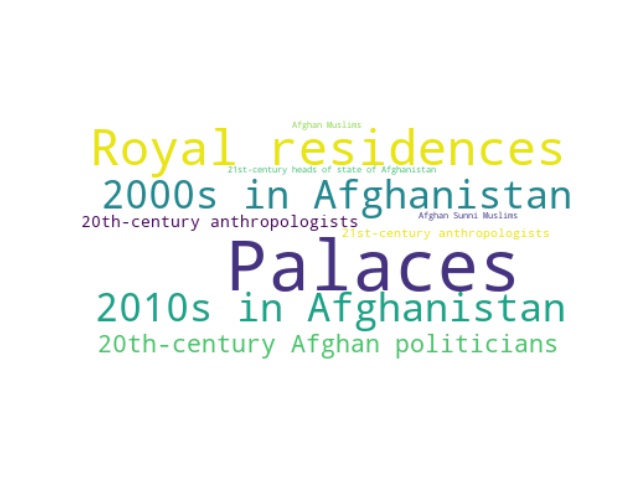 Afghan Muslims
Royal residences
21st-century heads of state of Afghanistan
2000s in Afghanistan
Afghan Sunni Muslims
20th-century anthropologists
21st-century anthropologists
Palaces
2010s in Afghanistan
20th-century Afghan politicians